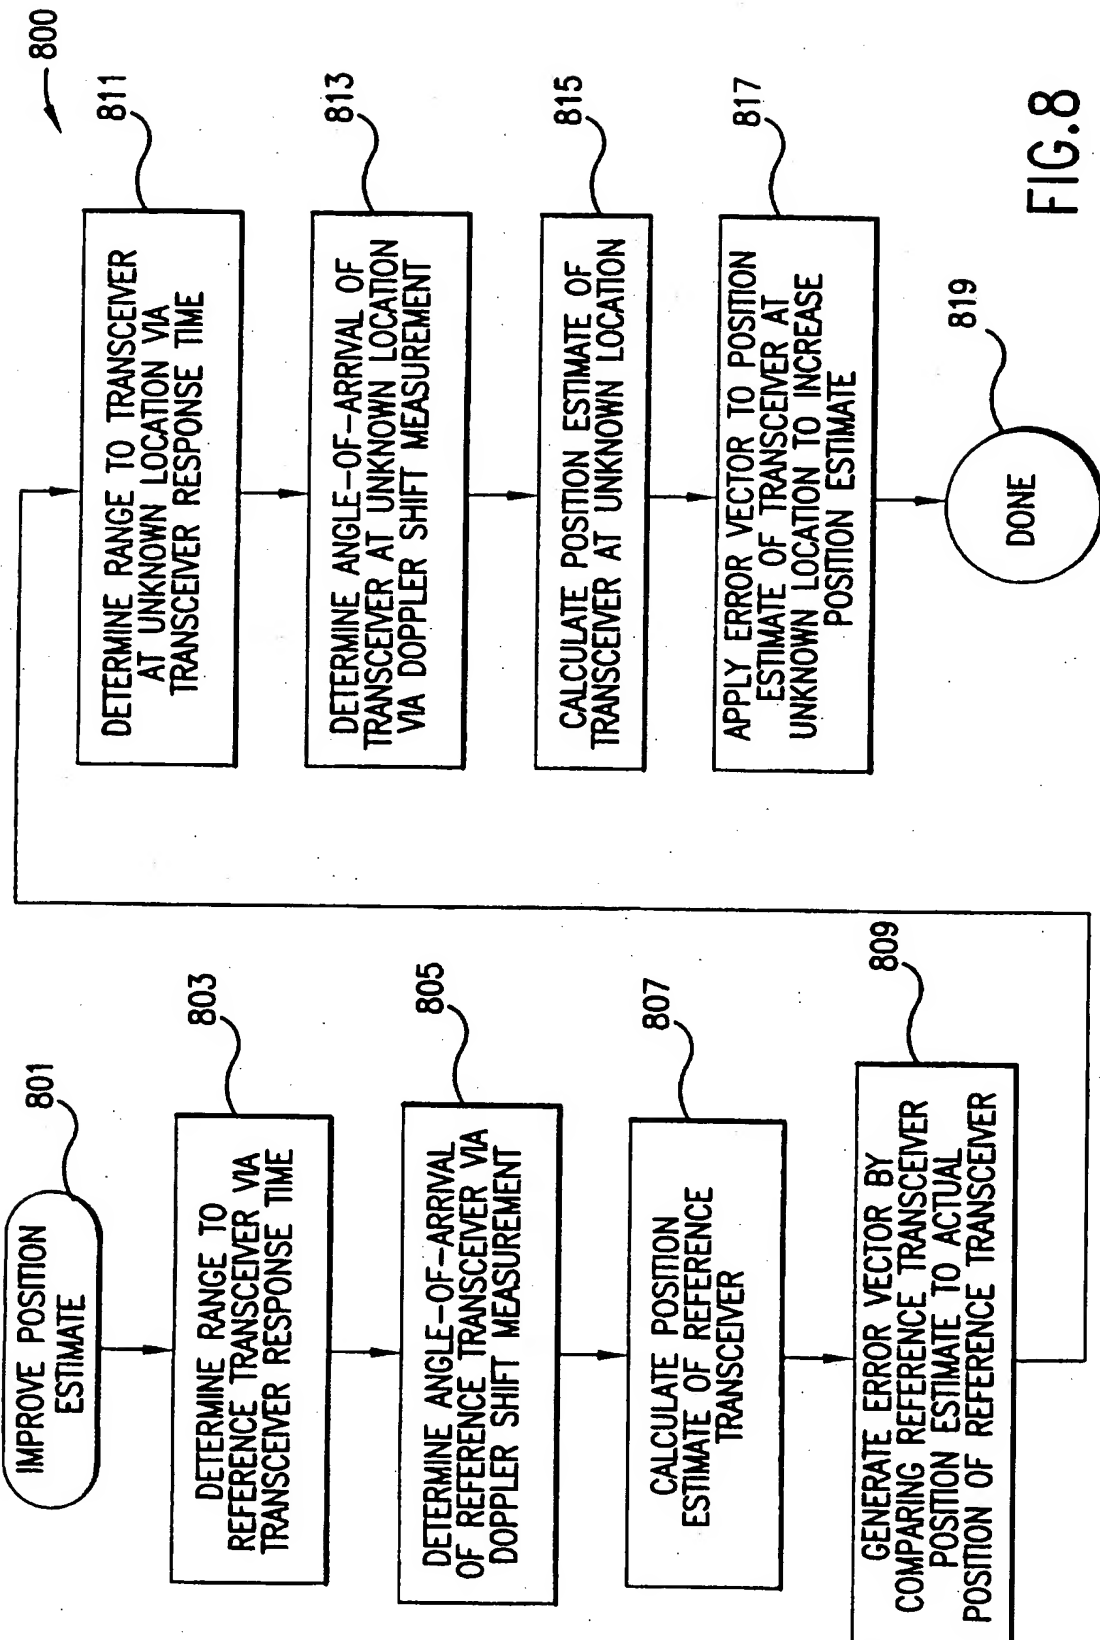 800
IMPROVE POSITION
ESTIMATE
801
DETERMINE RANGE TO
REFERENCE TRANSCEIVER VIA
TRANSCEIVER RESPONSE TIME
803
DETERMINE ANGLE-OF-ARRIVAL
OF REFERENCE TRANSCEIVER VIA
DOPPLER SHIFT MEASUREMENT
805
CALCULATE POSITION
ESTIMATE OF REFERENCE
TRANSCEIVER
807
GENERATE ERROR VECTOR BY
COMPARING REFERENCE TRANSCEIVER
POSITION ESTIMATE TO ACTUAL
POSITION OF REFERENCE TRANSCEIVER
809
DETERMINE RANGE TO TRANSCEIVER
AT UNKNOWN LOCATION VIA
TRANSCEIVER RESPONSE TIME
811
DETERMINE ANGLE-OF-ARRIVAL OF
TRANSCEIVER AT UNKNOWN LOCATION
VIA DOPPLER SHIFT MEASUREMENT
813
CALCULATE POSITION ESTIMATE OF
TRANSCEIVER AT UNKNOWN LOCATION
815
APPLY ERROR VECTOR TO POSITION
ESTIMATE OF TRANSCEIVER AT
UNKNOWN LOCATION TO INCREASE
POSITION ESTIMATE
817
DONE
819
FIG.8